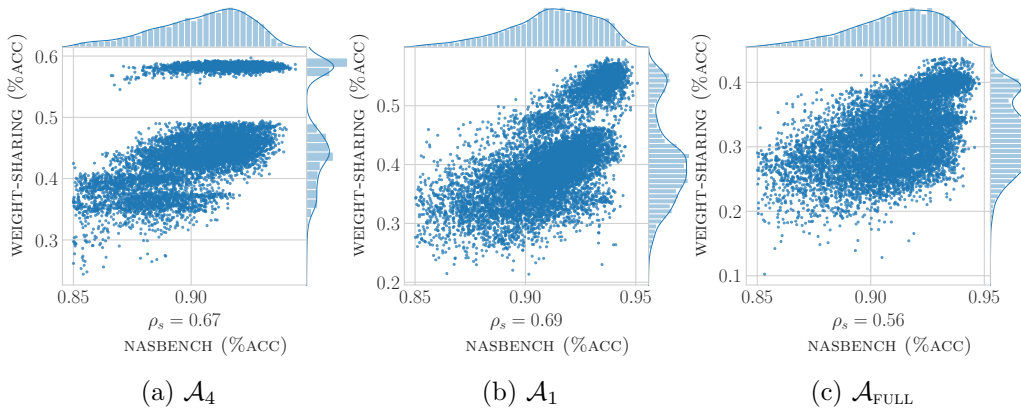 0.6
0.5
0.4
0.3
WEIGHT-SHARING (%ACC)
0.85
0.90
ρₛ = 0.67
NASBENCH (%ACC)
(a) 𝒜₄
0.5
0.4
0.3
0.2
WEIGHT-SHARING (%ACC)
0.85
0.90
0.95
ρₛ = 0.69
NASBENCH (%ACC)
(b) 𝒜₁
0.4
0.3
0.2
0.1
WEIGHT-SHARING (%ACC)
0.85
0.90
0.95
ρₛ = 0.56
NASBENCH (%ACC)
(c) 𝒜FULL